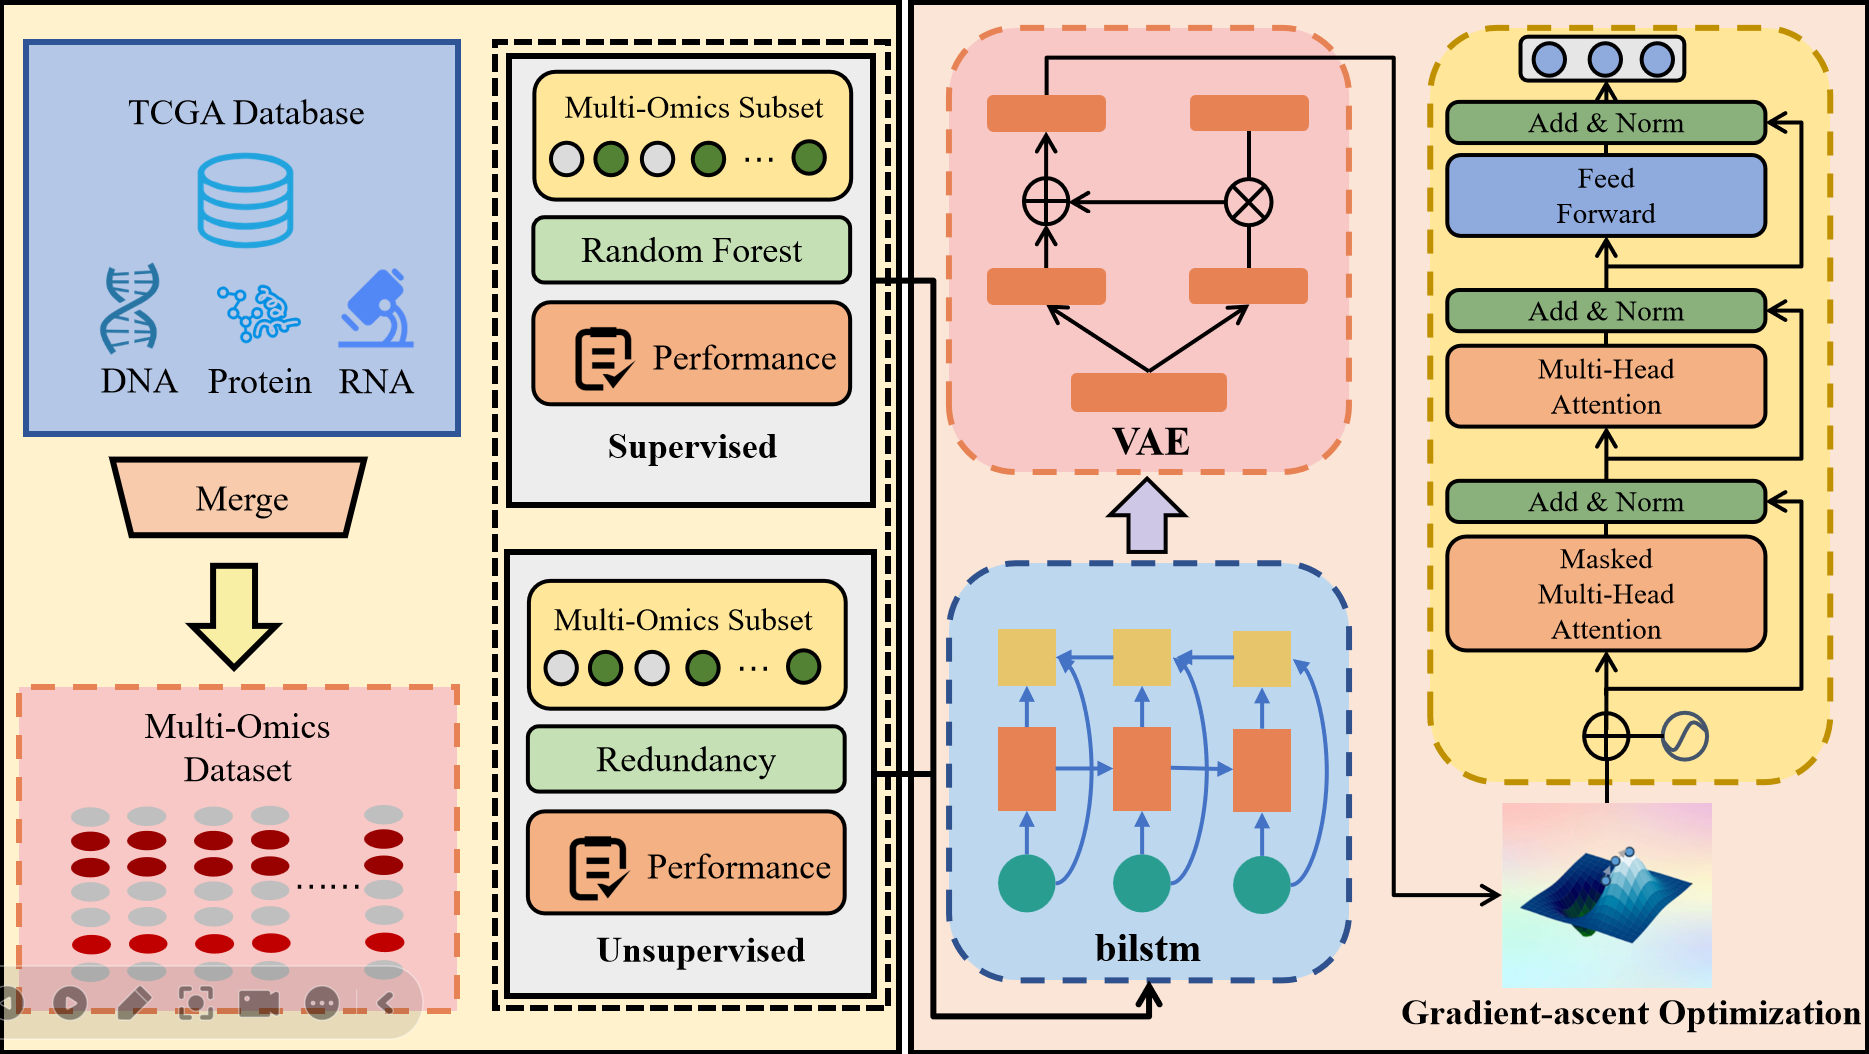 TCGA Database
DNA
Protein
RNA
Merge
Multi-Omics
Dataset
Multi-Omics Subset
Random Forest
Performance
Supervised
Multi-Omics Subset
Redundancy
Performance
Unsupervised
VAE
bilstm
Add & Norm
Feed
Forward
Add & Norm
Multi-Head
Attention
Add & Norm
Masked
Multi-Head
Attention
Gradient-ascent Optimization